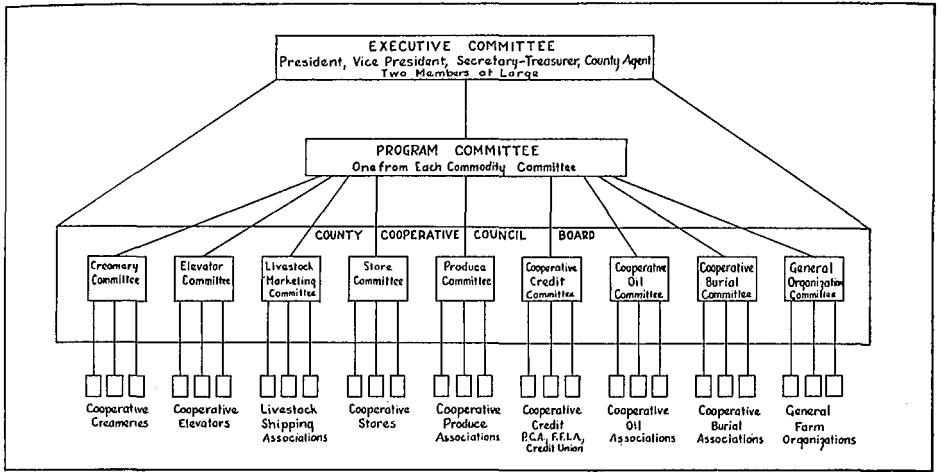 EXECUTIVE COMMITTEE
President, Vice President, Secretary-Treasurer, County Agent
Two Members at Large
PROGRAM COMMITTEE
One from Each Commodity Committee
COUNTY COOPERATIVE COUNCIL BOARD
Creamery
Committee
Elevator
Committee
Livestock
Marketing
Committee
Store
Committee
Produce
Committee
Cooperative
Credit
Committee
Cooperative
Oil
Committee
Cooperative
Burial
Committee
General
Organization
Committee
Cooperative
Creameries
Cooperative
Elevators
Livestock
Shipping
Associations
Cooperative
Stores
Cooperative
Produce
Associations
Cooperative
Credit
P.C.A., F.F.L.A.,
Credit Union
Cooperative
Oil
Associations
Cooperative
Burial
Associations
General
Farm
Organizations